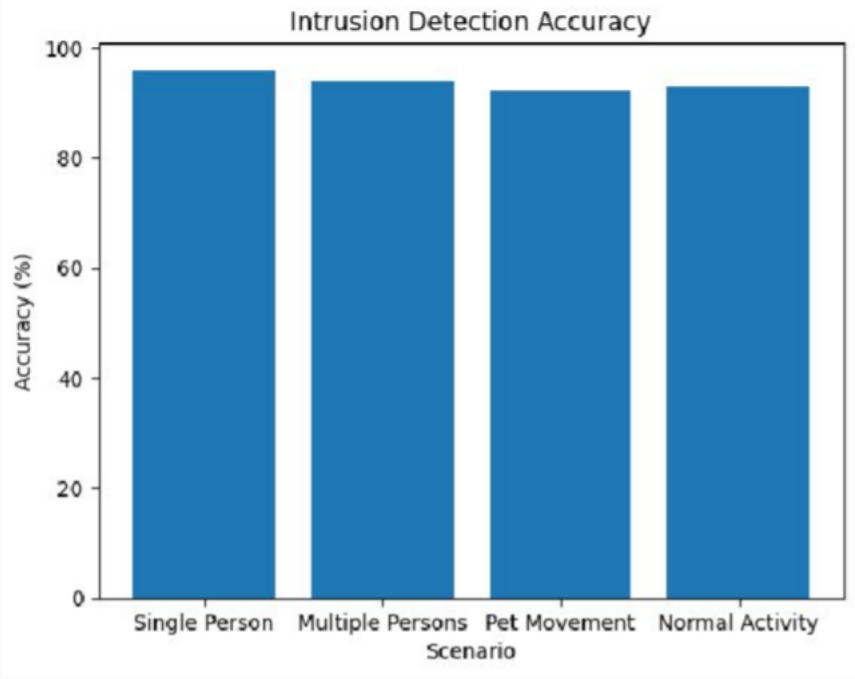 Intrusion Detection Accuracy
100
80
60
40
20
0
Accuracy (%)
Single Person Multiple Persons Pet Movement Normal Activity
Scenario